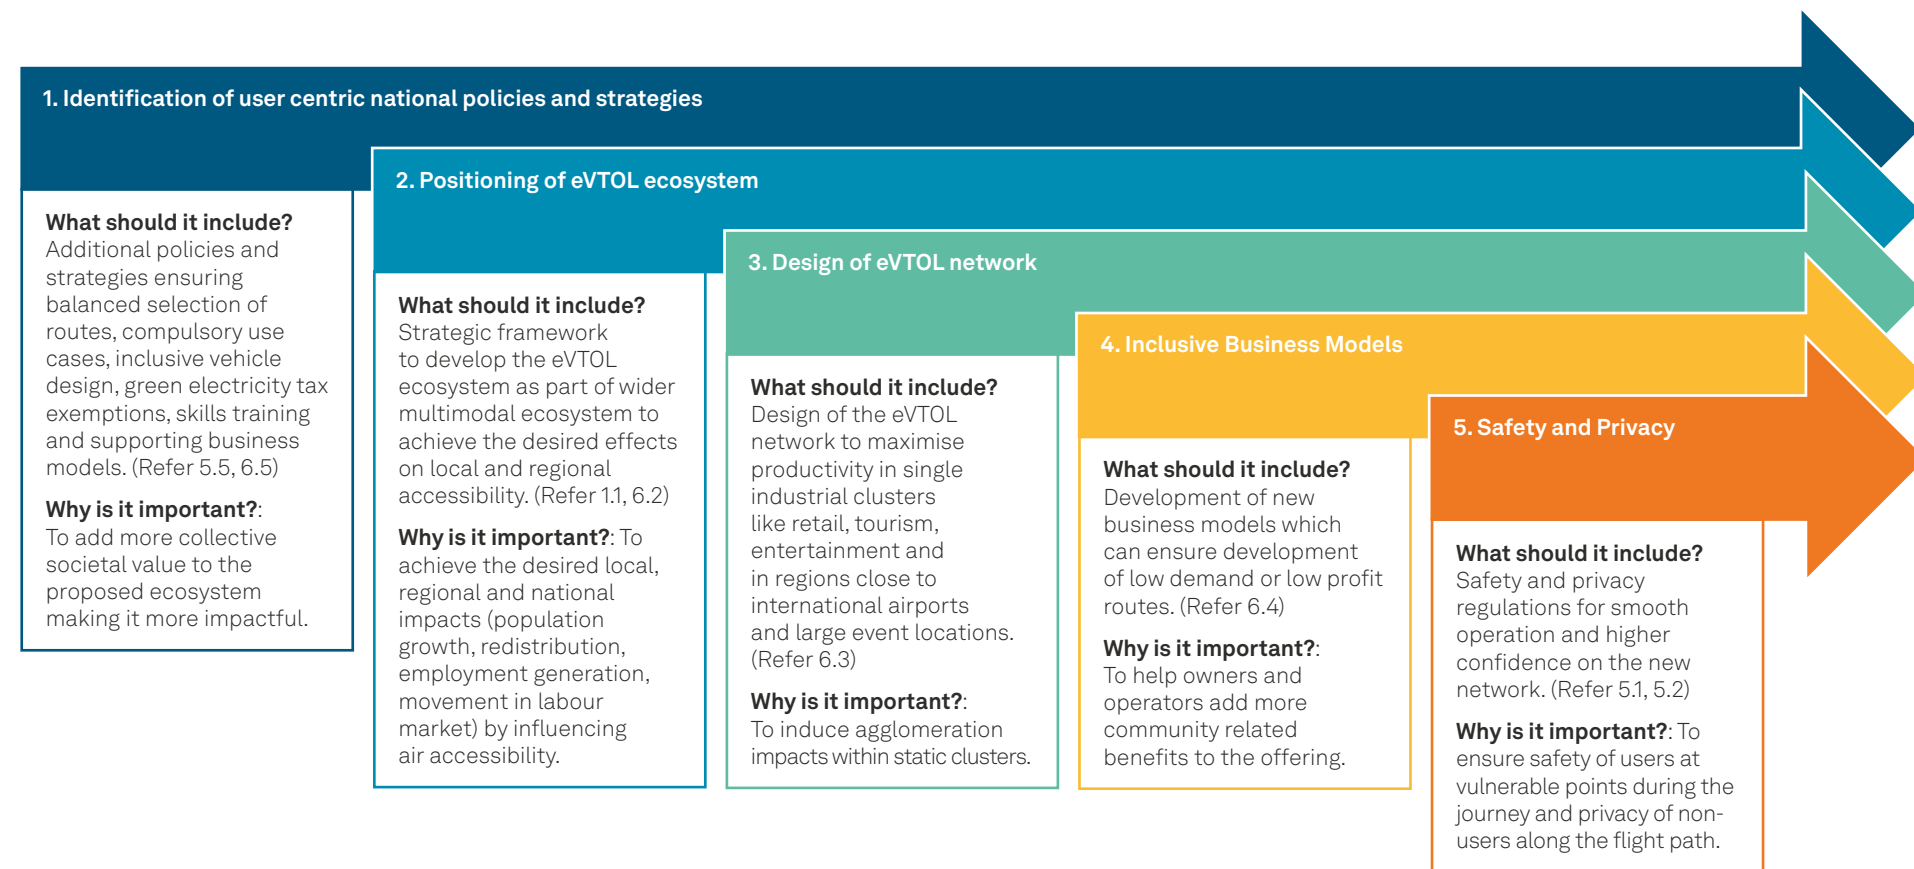 1. Identification of user centric national policies and strategies
What should it include?
Additional policies and
strategies ensuring
balanced selection of
routes, compulsory use
cases, inclusive vehicle
design, green electricity tax
exemptions, skills training
and supporting business
models. (Refer 5.5, 6.5)
Why is it important?:
To add more collective
societal value to the
proposed ecosystem
making it more impactful.
2. Positioning of eVTOL ecosystem
What should it include?
Strategic framework
to develop the eVTOL
ecosystem as part of wider
multimodal ecosystem to
achieve the desired effects
on local and regional
accessibility. (Refer 1.1, 6.2)
Why is it important?: To
achieve the desired local,
regional and national
impacts (population
growth, redistribution,
employment generation,
movement in labour
market) by influencing
air accessibility.
3. Design of eVTOL network
What should it include?
Design of the eVTOL
network to maximise
productivity in single
industrial clusters
like retail, tourism,
entertainment and
in regions close to
international airports
and large event locations.
(Refer 6.3)
Why is it important?:
To induce agglomeration
impacts within static clusters.
4. Inclusive Business Models
What should it include?
Development of new
business models which
can ensure development
of low demand or low profit
routes. (Refer 6.4)
Why is it important?:
To help owners and
operators add more
community related
benefits to the offering.
5. Safety and Privacy
What should it include?
Safety and privacy
regulations for smooth
operation and higher
confidence on the new
network. (Refer 5.1, 5.2)
Why is it important?: To
ensure safety of users at
vulnerable points during the
journey and privacy of non-
users along the flight path.